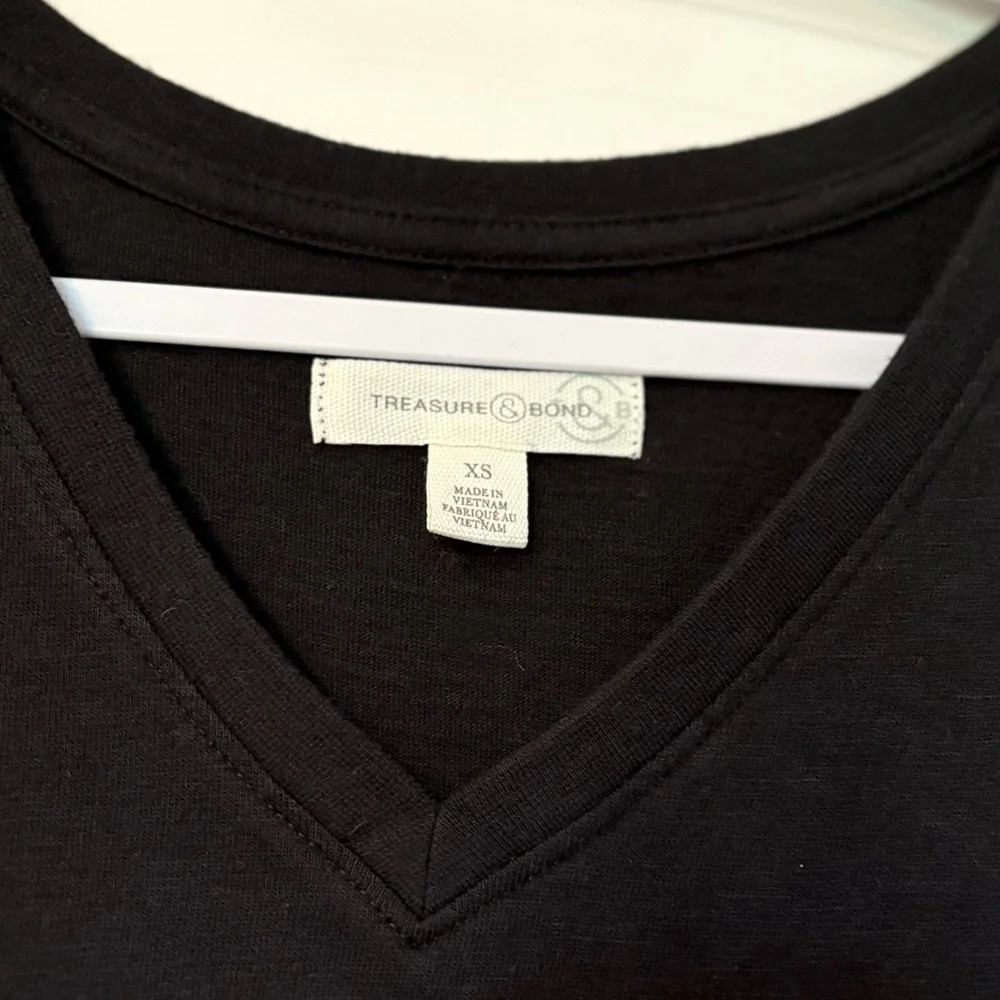 TREASURE & BOND
& B
XS
MADE IN
VIETNAM
FABRIQUÉ AU
VIETNAM